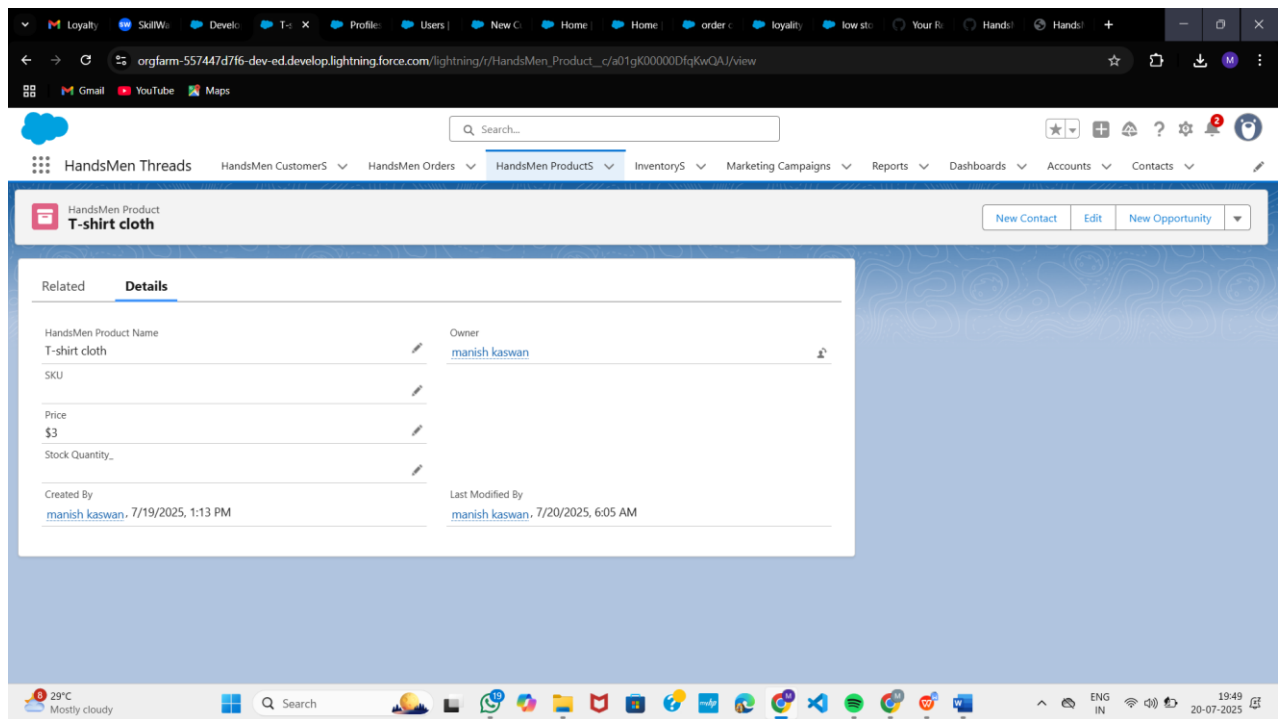 Loyalty
SkillWa
Develo
T-s
Profile
Users |
New C
Home |
Home |
order c
loyality
low sto
Your R
Hands
Hands
orgfarm-557447d7f6-dev-ed.develop.lightning.force.com/lightning/r/HandsMen_Product__c/a01gK00000DfqKwQAJ/view
M
Gmail
YouTube
Maps
Search...
2
HandsMen Threads
HandsMen CustomerS
HandsMen Orders
HandsMen ProductS
InventoryS
Marketing Campaigns
Reports
Dashboards
Accounts
Contacts
HandsMen Product
T-shirt cloth
New Contact
Edit
New Opportunity
Related
Details
HandsMen Product Name
T-shirt cloth
Owner
manish kaswan
SKU
Price
$3
Stock Quantity_
Created By
manish kaswan, 7/19/2025, 1:13 PM
Last Modified By
manish kaswan, 7/20/2025, 6:05 AM
8
29°C
Mostly cloudy
Search
19
ENG
IN
19:49
20-07-2025